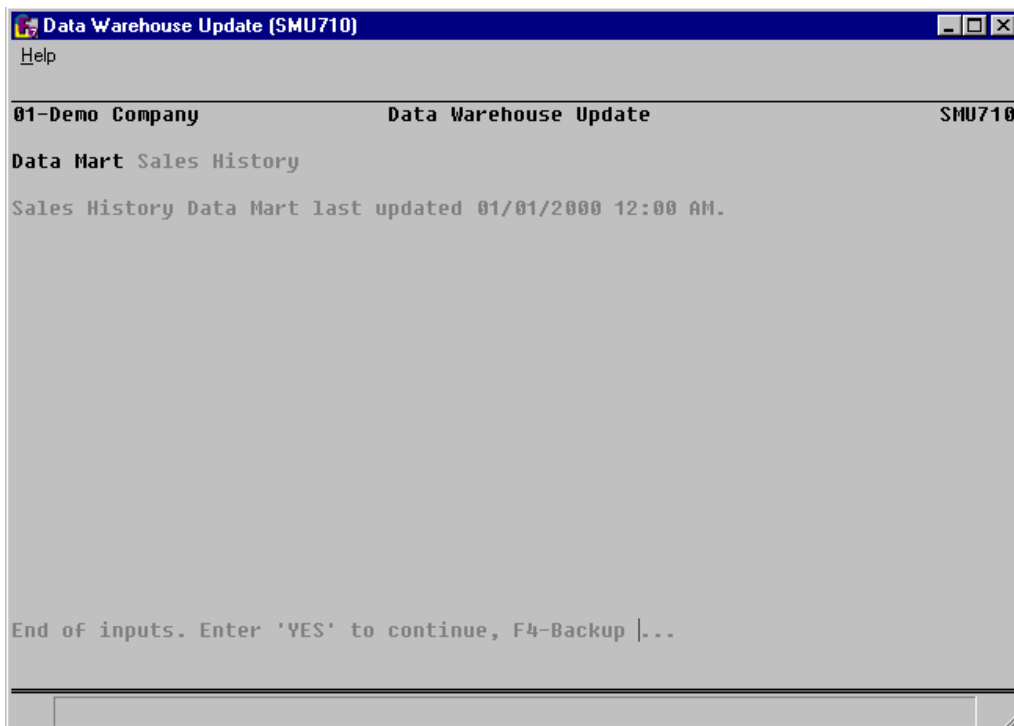 Data Warehouse Update (SMU710)
Help
01-Demo Company Data Warehouse Update SMU710
Data Mart Sales History
Sales History Data Mart last updated 01/01/2000 12:00 AM.
End of inputs. Enter 'YES' to continue, F4-Backup ...